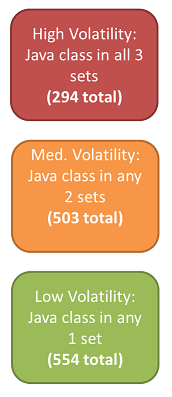 High Volatility:
Java class in all 3
sets
(294 total)
Med. Volatility:
Java class in any
2 sets
(503 total)
Low Volatility:
Java class in any
1 set
(554 total)